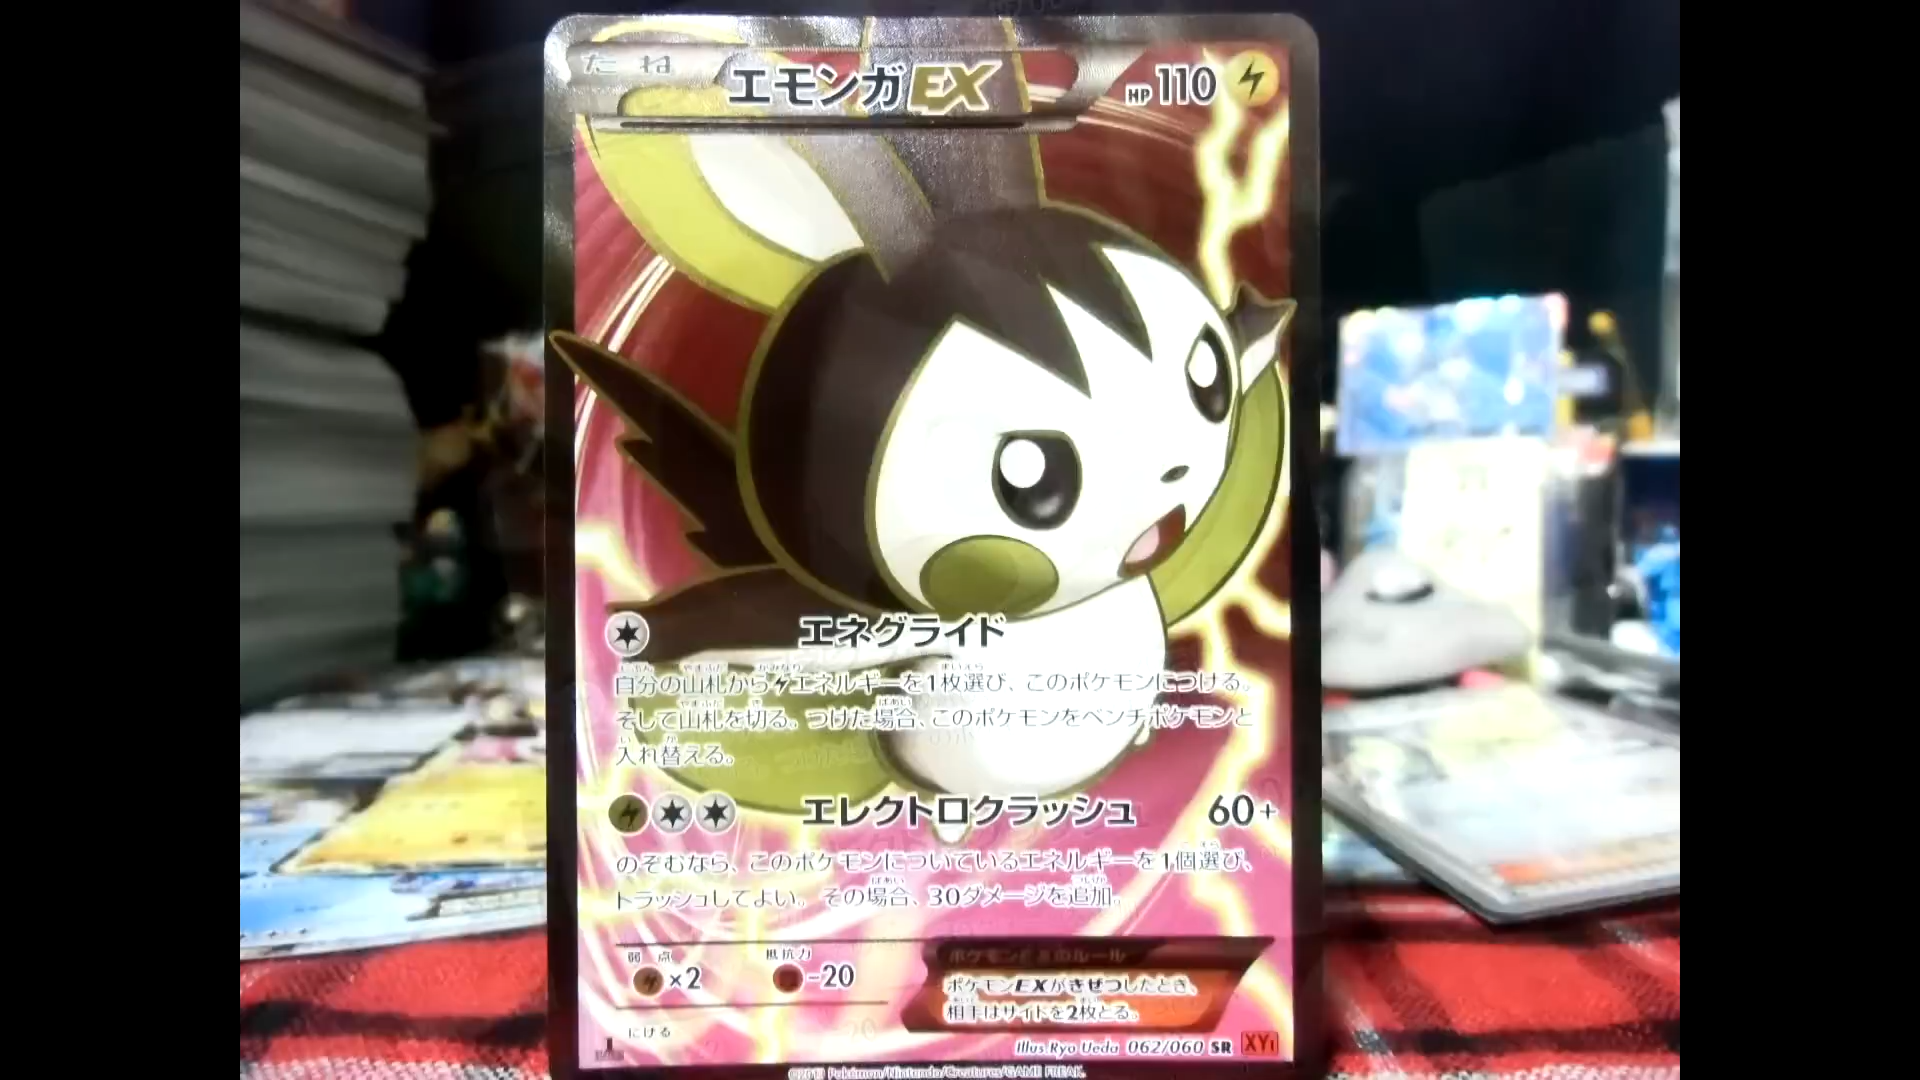 たね エモンガEX HP110
エネグライド
自分の山札からエネルギーを1枚選び、このポケモンにつける。
そして山札を切る。つけた場合、このポケモンをベンチポケモンと
入れ替える。
エレクトロクラッシュ 60+
のぞむなら、このポケモンについているエネルギーを1個選び、
トラッシュしてよい。その場合、30ダメージを追加。
弱点 抵抗力
×2 -20
ポケモンEXのルール
ポケモンEXがきぜつしたとき、
相手はサイドを2枚とる。
にげる
Illus. Ryo Ueda 062/060 SR XY1
©2013 Pokémon/Nintendo/Creatures/GAME FREAK.